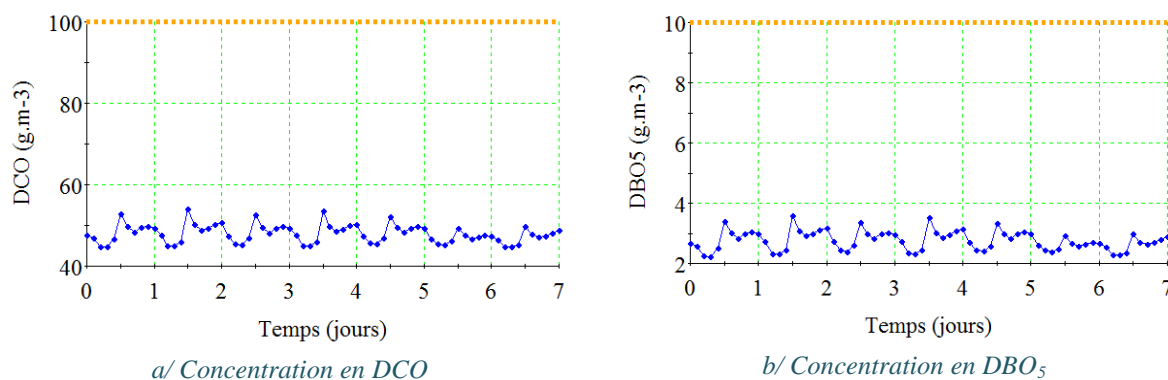 DCO (g.m-3)
100
80
60
40
0 1 2 3 4 5 6 7
Temps (jours)
a/ Concentration en DCO
DBO5 (g.m-3)
10
8
6
4
2
0 1 2 3 4 5 6 7
Temps (jours)
b/ Concentration en DBO₅